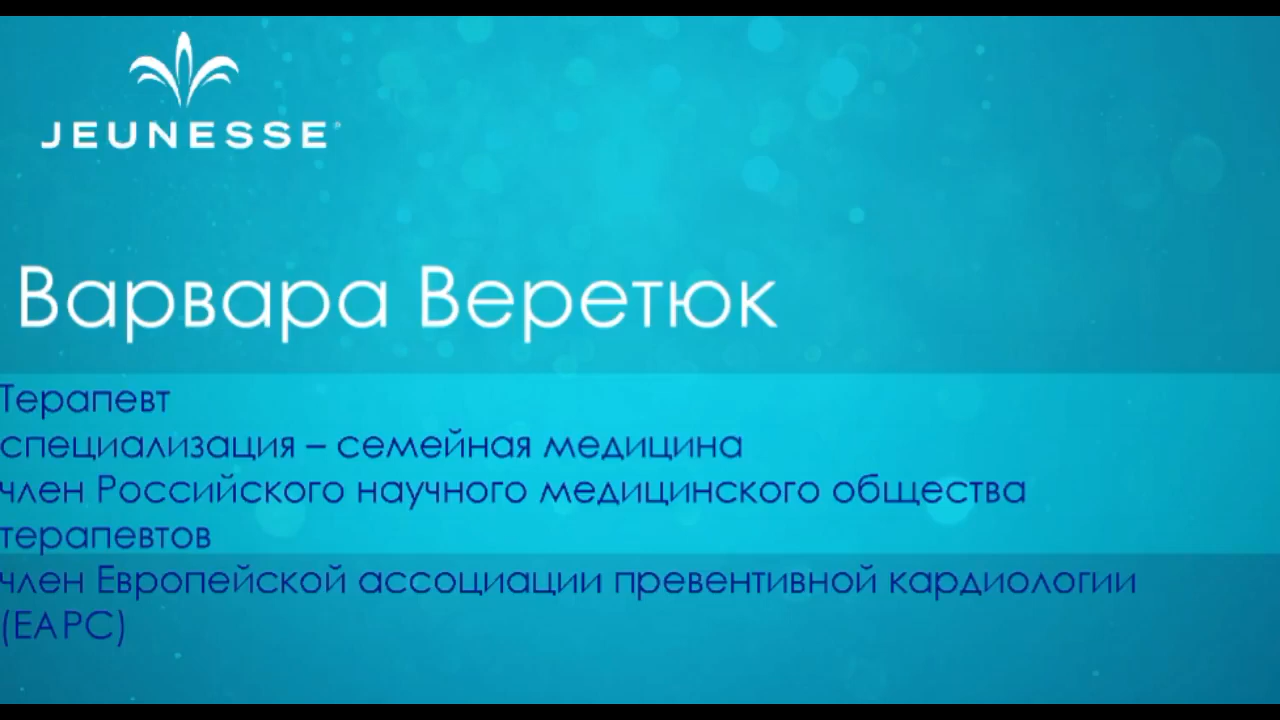 JEUNESSE®
Варвара Веретюк
Терапевт
специализация – семейная медицина
член Российского научного медицинского общества
терапевтов
член Европейской ассоциации превентивной кардиологии
(EAPC)